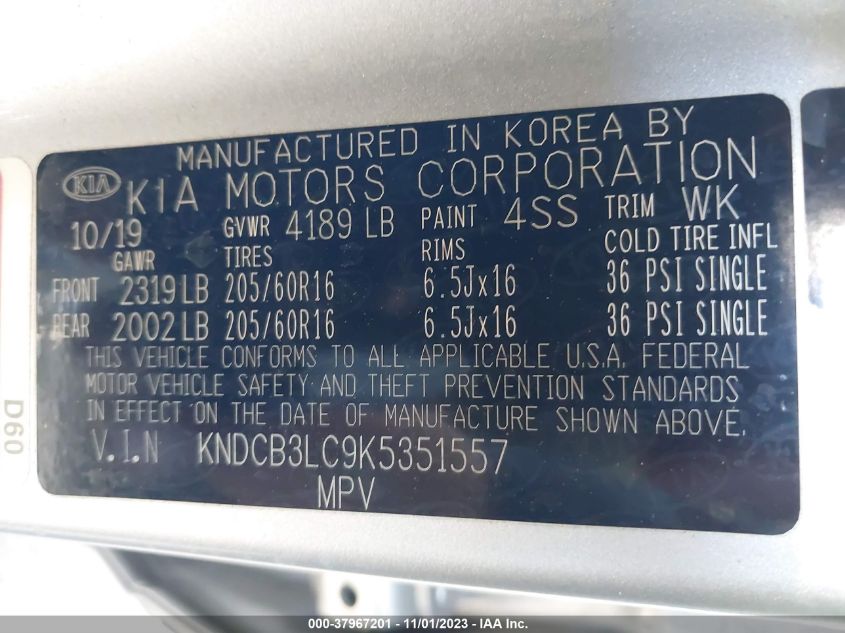 MANUFACTURED IN KOREA BY
KIA KIA MOTORS CORPORATION
10/19 GVWR 4189 LB PAINT 4SS TRIM WK
GAWR TIRES RIMS COLD TIRE INFL
FRONT 2319 LB 205/60R16 6.5Jx16 36 PSI SINGLE
REAR 2002 LB 205/60R16 6.5Jx16 36 PSI SINGLE
THIS VEHICLE CONFORMS TO ALL APPLICABLE U.S.A. FEDERAL
MOTOR VEHICLE SAFETY AND THEFT PREVENTION STANDARDS
IN EFFECT ON THE DATE OF MANUFACTURE SHOWN ABOVE.
V.I.N KNDCB3LC9K5351557
MPV
D60
000-37967201 - 11/01/2023 - IAA Inc.